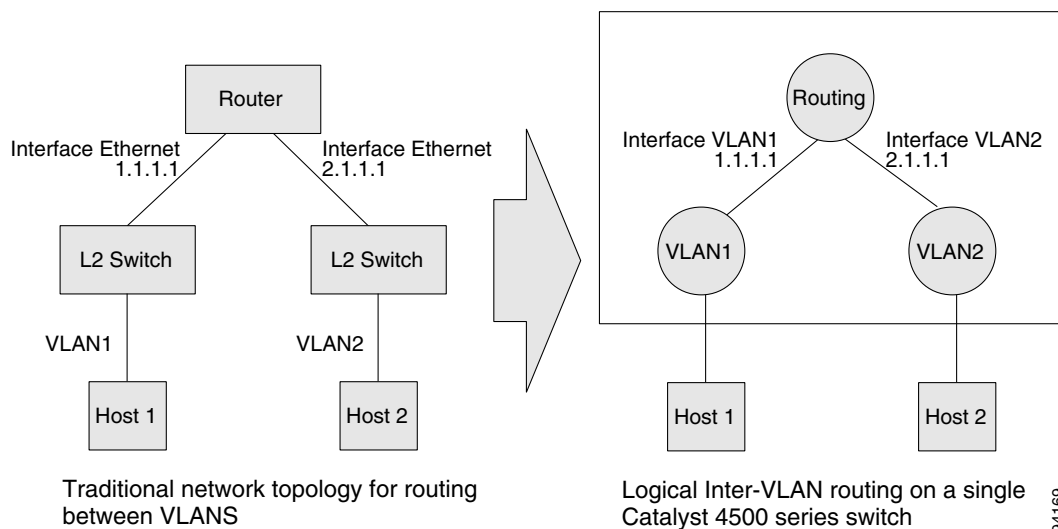 Router
Interface Ethernet
1.1.1.1
Interface Ethernet
2.1.1.1
L2 Switch
L2 Switch
VLAN1
VLAN2
Host 1
Host 2
Traditional network topology for routing
between VLANS
Routing
Interface VLAN1
1.1.1.1
Interface VLAN2
2.1.1.1
VLAN1
VLAN2
Host 1
Host 2
Logical Inter-VLAN routing on a single
Catalyst 4500 series switch